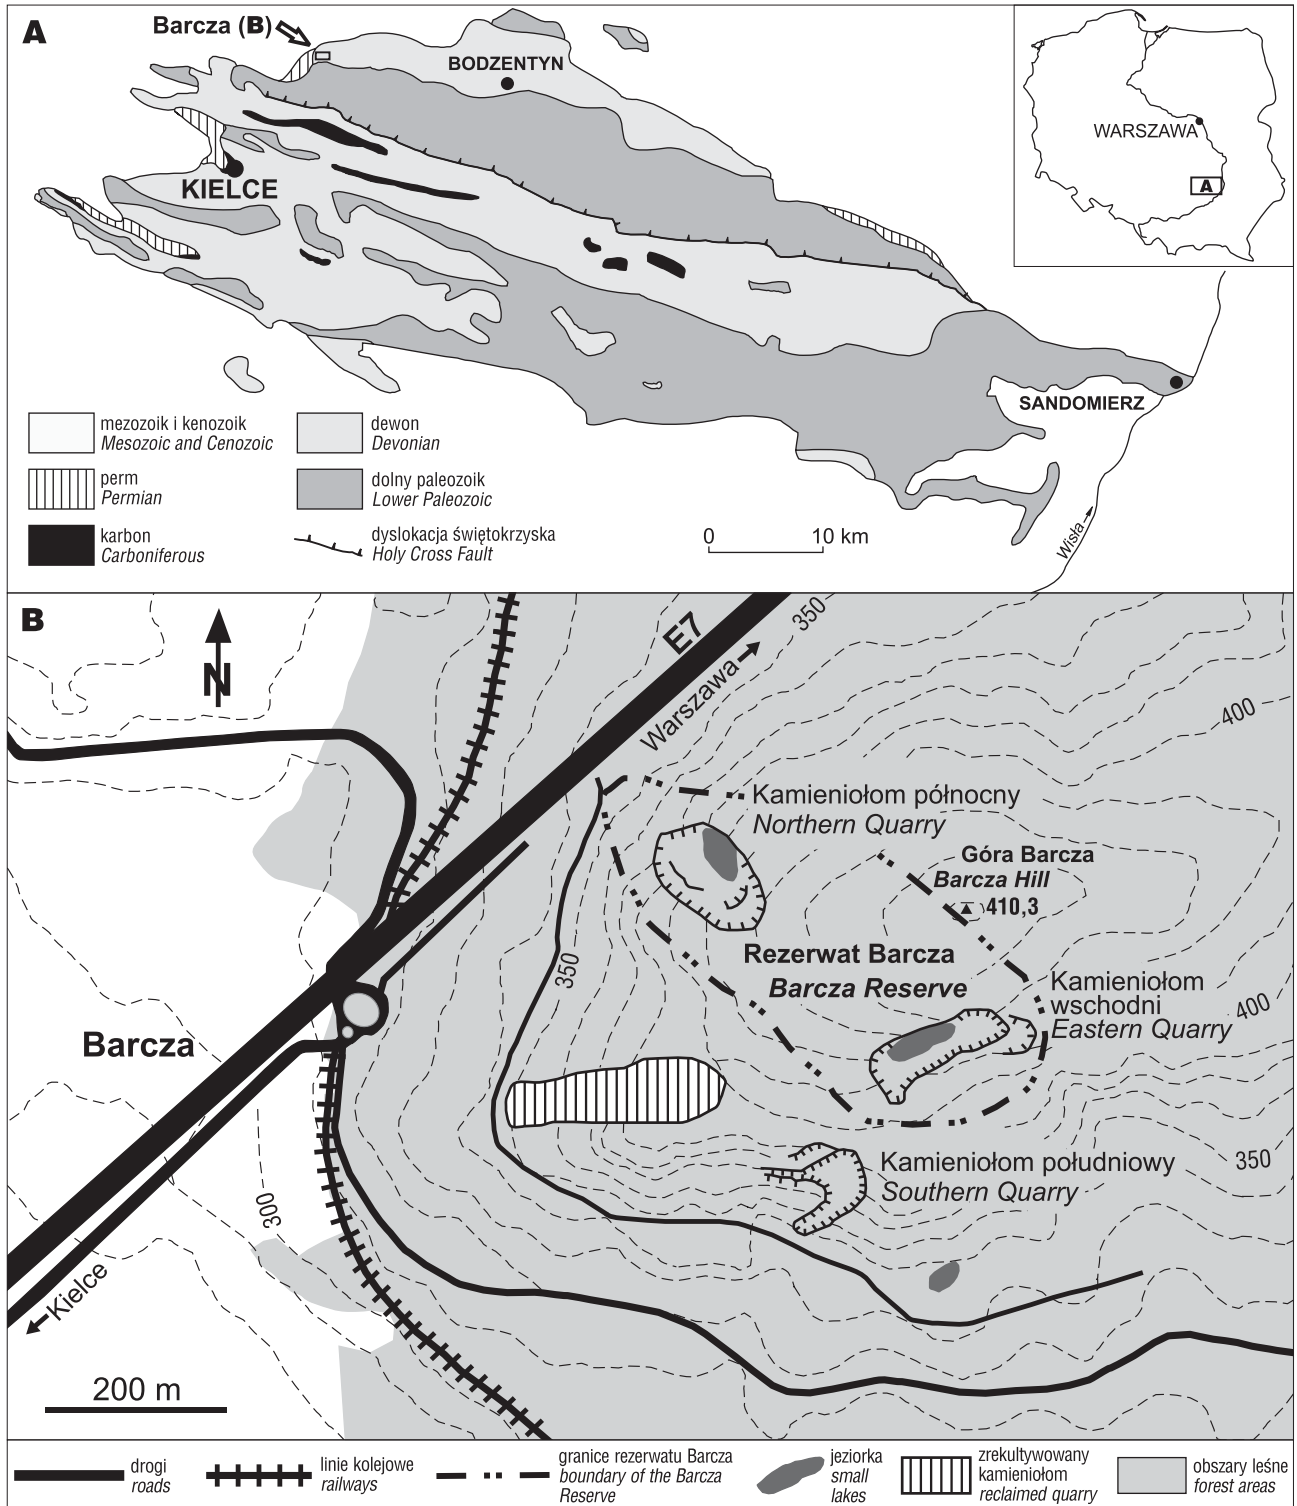 A
Barcza (B)
BODZENTYN
KIELCE
WARSZAWA
A
SANDOMIERZ
Wisła
mezozoik i kenozoik
Mesozoic and Cenozoic
perm
Permian
karbon
Carboniferous
dewon
Devonian
dolny paleozoik
Lower Paleozoic
dyslokacja świętokrzyska
Holy Cross Fault
0 10 km
B
N
E7
Warszawa
350
400
Kamieniołom północny
Northern Quarry
Góra Barcza
Barcza Hill
410,3
Rezerwat Barcza
Barcza Reserve
350
Kamieniołom
wschodni
Eastern Quarry
400
Barcza
Kamieniołom południowy
Southern Quarry
350
300
Kielce
200 m
drogi
roads
linie kolejowe
railways
granice rezerwatu Barcza
boundary of the Barcza
Reserve
jeziorka
small
lakes
zrekultywowany
kamieniołom
reclaimed quarry
obszary leśne
forest areas